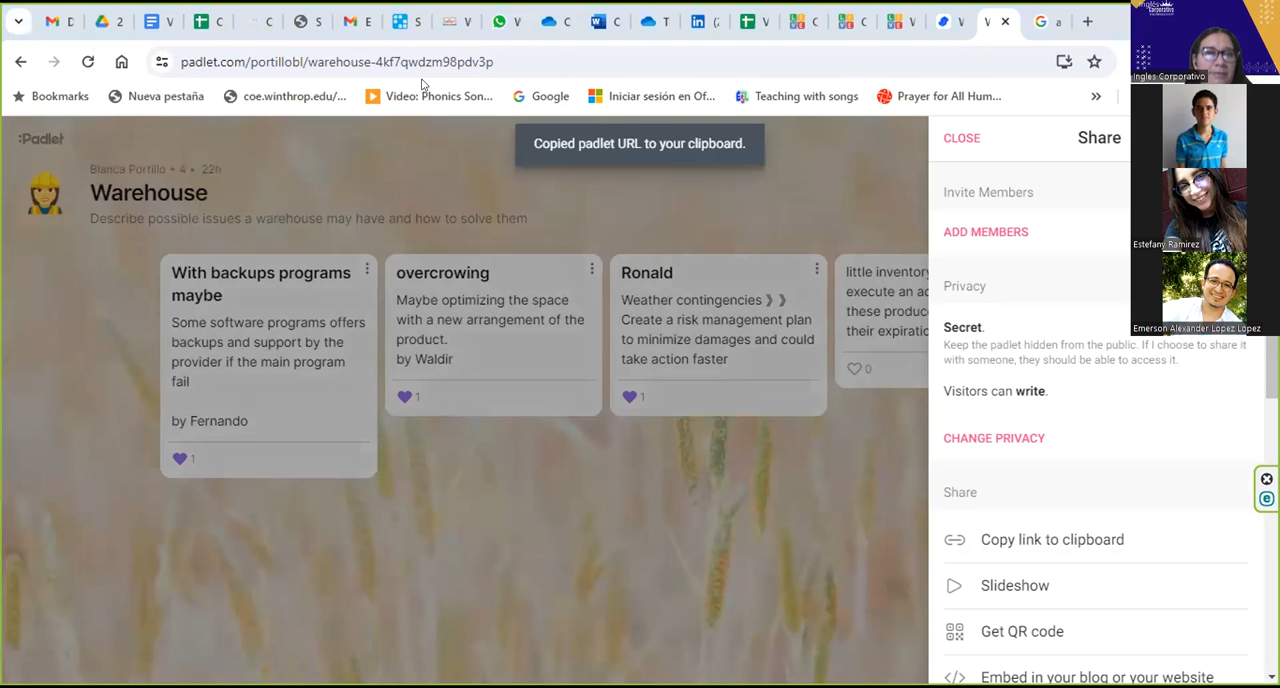 D
2
V
C
C
S
E
S
V
V
C
C
T
(2
V
C
C
V
V
V
a
padlet.com/portillobl/warehouse-4kf7qwdzm98pdv3p
Bookmarks
Nueva pestaña
coe.winthrop.edu/...
Video: Phonics Son...
Google
Iniciar sesión en Of...
Teaching with songs
Prayer for All Hum...
»
:Padlet
Copied padlet URL to your clipboard.
Blanca Portillo + 4 • 22h
Warehouse
Describe possible issues a warehouse may have and how to solve them
With backups programs
maybe
Some software programs offers
backups and support by the
provider if the main program
fail
by Fernando
1
overcrowing
Maybe optimizing the space
with a new arrangement of the
product.
by Waldir
1
Ronald
Weather contingencies ⟫ ⟫
Create a risk management plan
to minimize damages and could
take action faster
1
little inventory
execute an ac
these produc
their expiratio
0
CLOSE
Share
Invite Members
ADD MEMBERS
Privacy
Secret.
Keep the padlet hidden from the public. If I choose to share it
with someone, they should be able to access it.
Visitors can write.
CHANGE PRIVACY
Share
Copy link to clipboard
Slideshow
Get QR code
Embed in your blog or your website
Inglés
Corporativo
Ingles Corporativo
Estefany Ramirez
Emerson Alexander Lopez Lopez